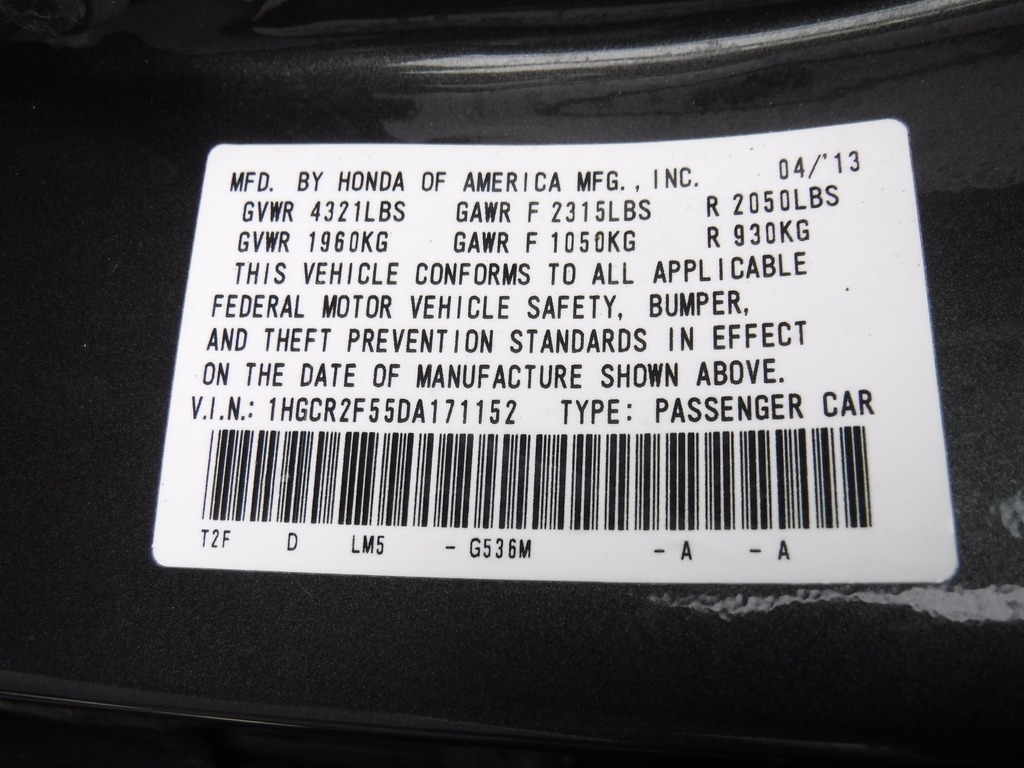 MFD. BY HONDA OF AMERICA MFG., INC. 04/'13
GVWR 4321LBS GAWR F 2315LBS R 2050LBS
GVWR 1960KG GAWR F 1050KG R 930KG
THIS VEHICLE CONFORMS TO ALL APPLICABLE
FEDERAL MOTOR VEHICLE SAFETY, BUMPER,
AND THEFT PREVENTION STANDARDS IN EFFECT
ON THE DATE OF MANUFACTURE SHOWN ABOVE.
V.I.N.: 1HGCR2F55DA171152 TYPE: PASSENGER CAR
T2F D LM5 - G536M - A - A